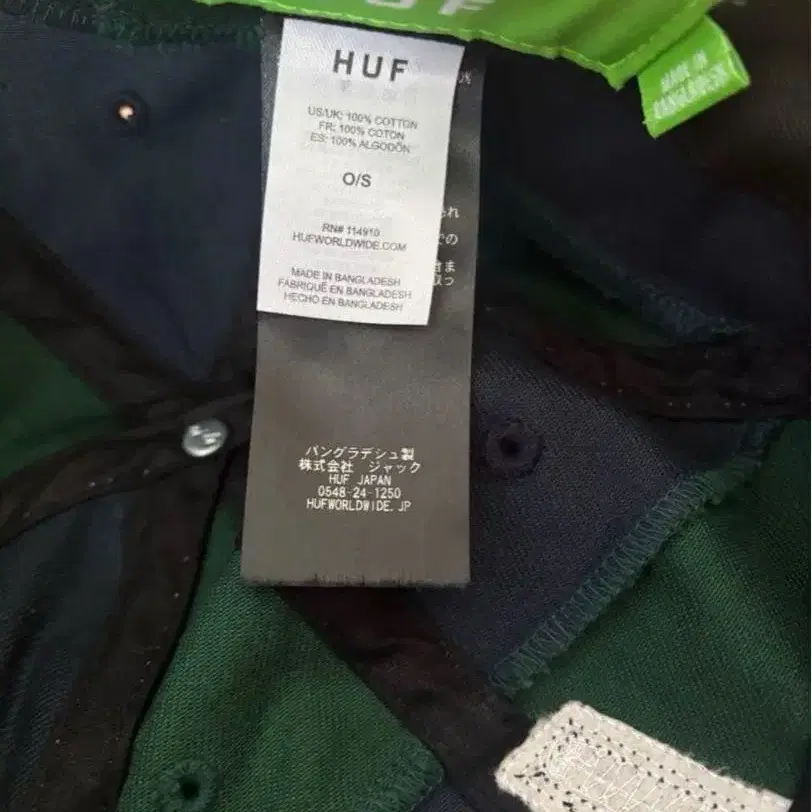 HUF
HUF
US/UK: 100% COTTON
FR: 100% COTON
ES: 100% ALGODÓN
O/S
RN# 114910
HUFWORLDWIDE.COM
MADE IN BANGLADESH
FABRIQUÉ EN BANGLADESH
HECHO EN BANGLADESH
MADE IN
BANGLADESH
バングラデシュ製
株式会社 ジャック
HUF JAPAN
0548-24-1250
HUFWORLDWIDE.JP